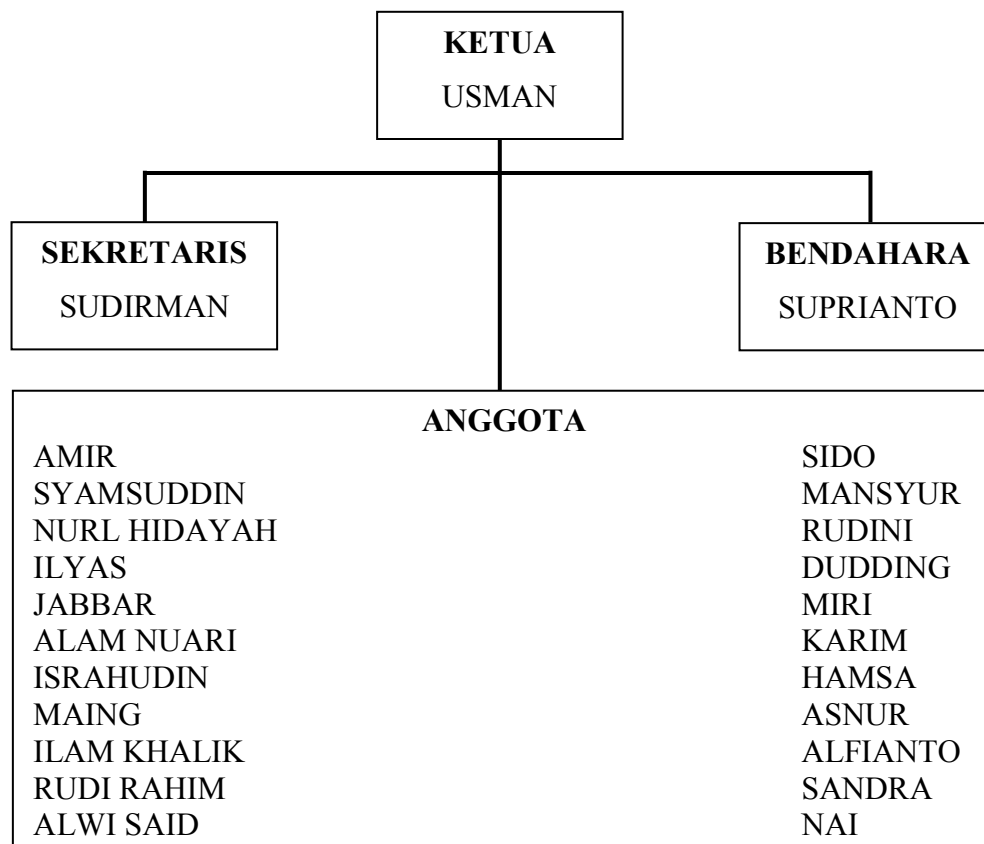 KETUA
USMAN
SEKRETARIS
SUDIRMAN
BENDAHARA
SUPRIANTO
ANGGOTA
AMIR
SYAMSUDDIN
NURL HIDAYAH
ILYAS
JABBAR
ALAM NUARI
ISRAHUDIN
MAING
ILAM KHALIK
RUDI RAHIM
ALWI SAID
SIDO
MANSYUR
RUDINI
DUDDING
MIRI
KARIM
HAMSA
ASNUR
ALFIANTO
SANDRA
NAI